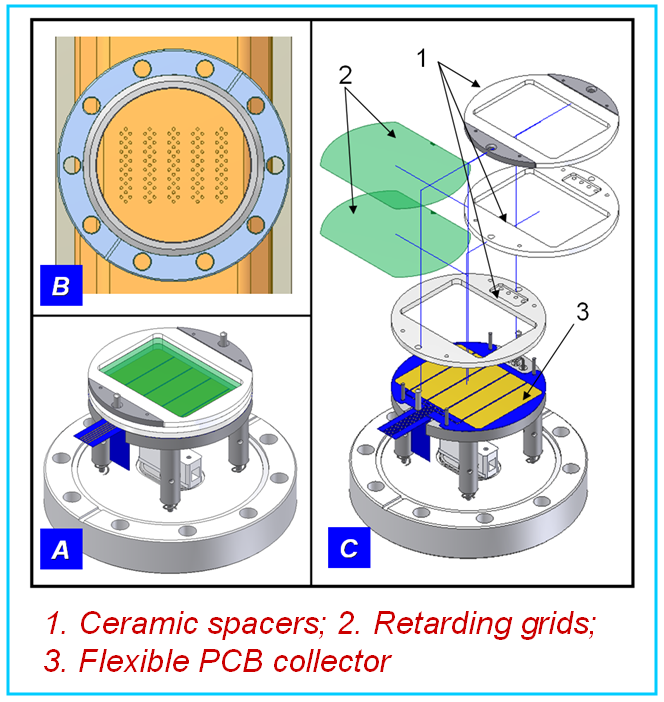 1
2
3
B
A
C
1. Ceramic spacers; 2. Retarding grids;
3. Flexible PCB collector